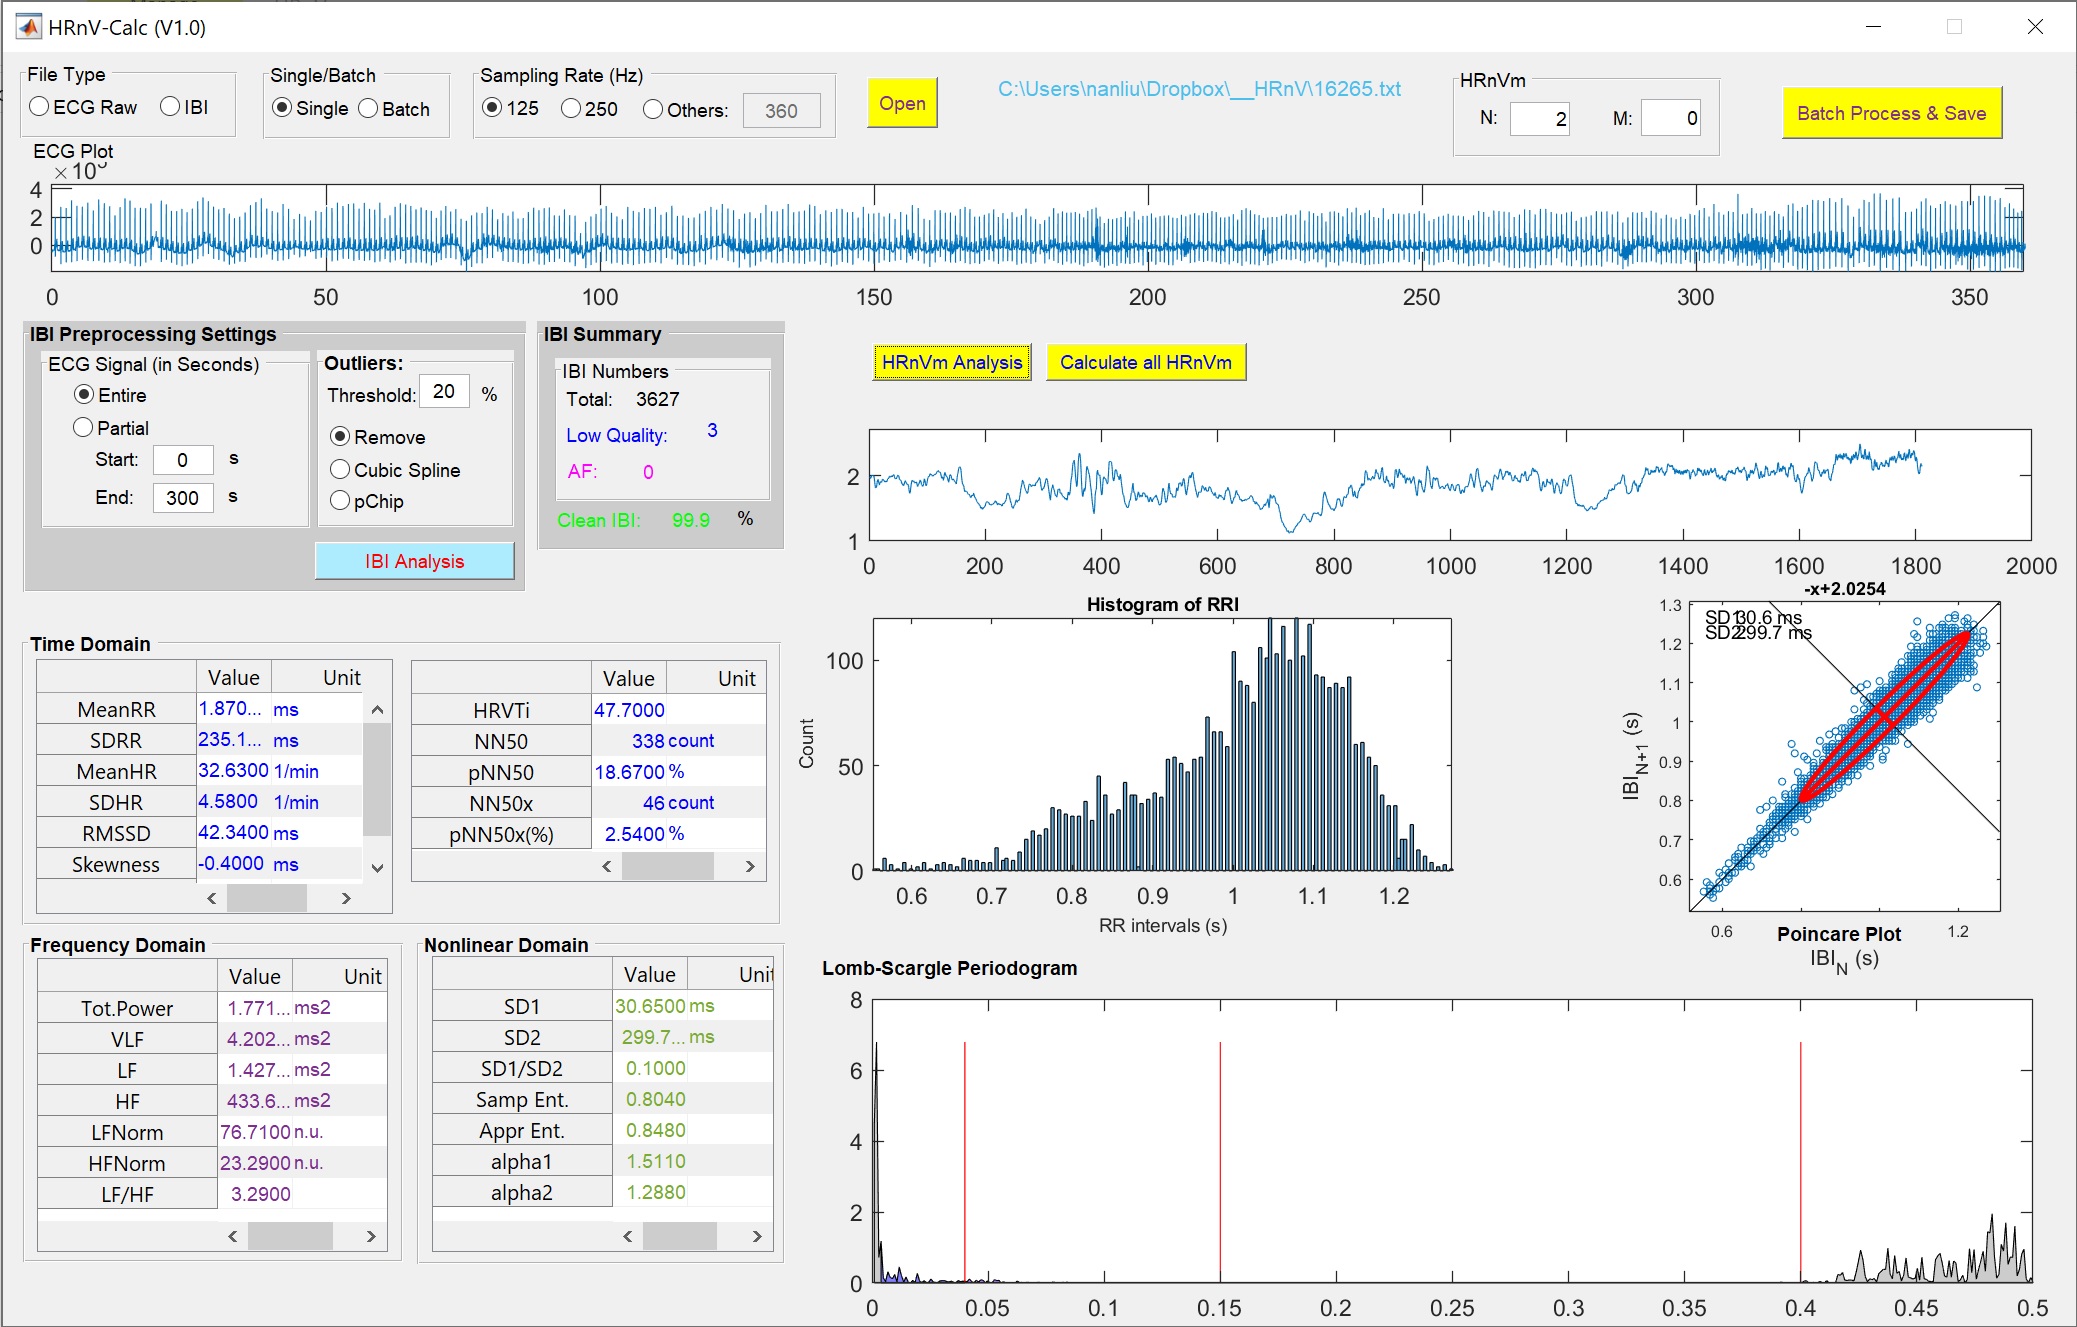 HRnV-Calc (V1.0)
File Type
ECG Raw IBI
Single/Batch
Single Batch
Sampling Rate (Hz)
125 250 Others: 360
Open
C:\Users\nanliu\Dropbox\__HRnV\16265.txt
HRnVm
N: 2 M: 0
Batch Process & Save
ECG Plot
4
2
0
0 50 100 150 200 250 300 350
IBI Preprocessing Settings
ECG Signal (in Seconds)
Entire
Partial
Start: 0 s
End: 300 s
Outliers:
Threshold: 20 %
Remove
Cubic Spline
pChip
IBI Analysis
IBI Summary
IBI Numbers
Total: 3627
Low Quality: 3
AF: 0
Clean IBI: 99.9 %
HRnVm Analysis Calculate all HRnVm
2
1
0 200 400 600 800 1000 1200 1400 1600 1800 2000
Time Domain
Value Unit
MeanRR 1.870... ms
SDRR 235.1... ms
MeanHR 32.6300 1/min
SDHR 4.5800 1/min
RMSSD 42.3400 ms
Skewness -0.4000 ms
Value Unit
HRVTi 47.7000
NN50 338 count
pNN50 18.6700 %
NN50x 46 count
pNN50x(%) 2.5400 %
Histogram of RRI
Count
100
50
0
0.6 0.7 0.8 0.9 1 1.1 1.2
RR intervals (s)
-x+2.0254
SD1 30.6 ms
SD2 299.7 ms
IBI N+1 (s)
1.3
1.2
1.1
1
0.9
0.8
0.7
0.6
0.6 1.2
Poincare Plot
IBI N (s)
Frequency Domain
Value Unit
Tot.Power 1.771... ms2
VLF 4.202... ms2
LF 1.427... ms2
HF 433.6... ms2
LFNorm 76.7100 n.u.
HFNorm 23.2900 n.u.
LF/HF 3.2900
Nonlinear Domain
Value Unit
SD1 30.6500 ms
SD2 299.7... ms
SD1/SD2 0.1000
Samp Ent. 0.8040
Appr Ent. 0.8480
alpha1 1.5110
alpha2 1.2880
Lomb-Scargle Periodogram
8
6
4
2
0
0 0.05 0.1 0.15 0.2 0.25 0.3 0.35 0.4 0.45 0.5